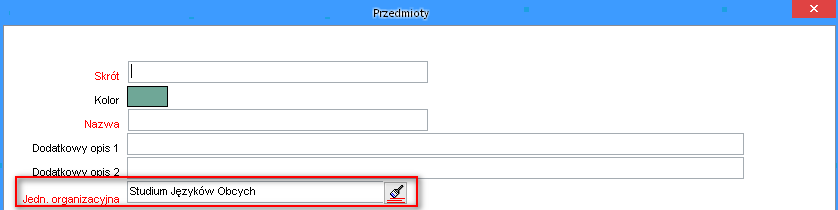 Przedmioty
Skrót
Kolor
Nazwa
Dodatkowy opis 1
Dodatkowy opis 2
Jedn. organizacyjna Studium Języków Obcych